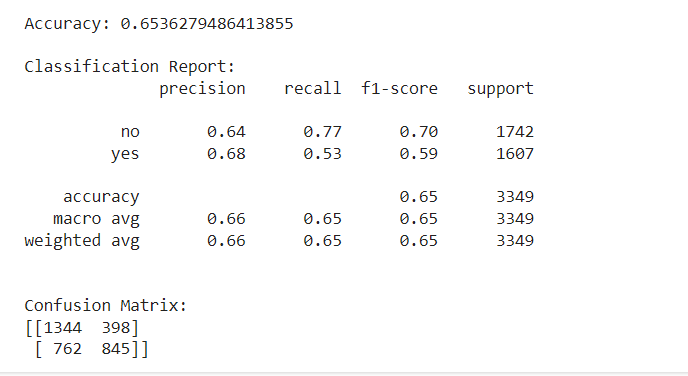 Accuracy: 0.6536279486413855
Classification Report:
precision recall f1-score support
no 0.64 0.77 0.70 1742
yes 0.68 0.53 0.59 1607
accuracy 0.65 3349
macro avg 0.66 0.65 0.65 3349
weighted avg 0.66 0.65 0.65 3349
Confusion Matrix:
[[1344 398]
[ 762 845]]